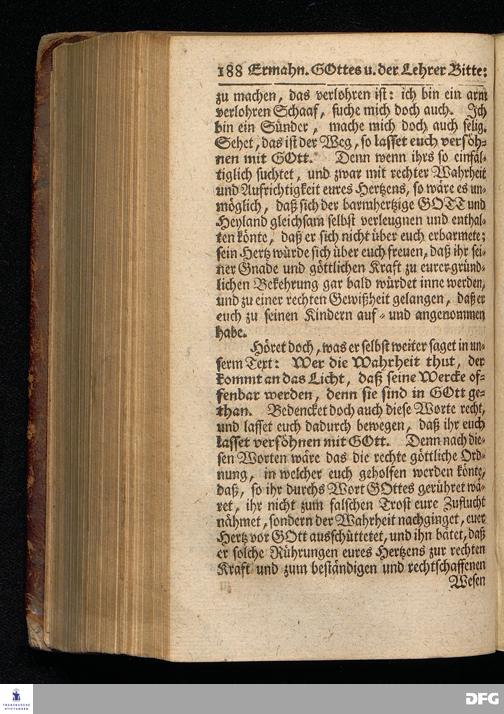 188 Ermahn. GOttes u. der Lehrer Bitte:
zu machen, das verlohren ist: ich bin ein arm
verlohren Schaaf, suche mich doch auch. Ich
bin ein Sünder, mache mich doch auch selig.
Sehet, das ist der Weg, so lasset euch versöh-
nen mit GOtt. Denn wenn ihrs so einfäl-
tiglich suchtet, und zwar mit rechter Wahrheit
und Aufrichtigkeit eures Hertzens, so wäre es un-
möglich, daß sich der barmhertzige GOTT und
Heyland gleichsam selbst verleugnen und enthal-
ten könte, daß er sich nicht über euch erbarmete;
sein Hertz würde sich über euch freuen, daß ihr sei-
ner Gnade und göttlichen Kraft zu eurer gründ-
lichen Bekehrung gar bald würdet inne werden,
und zu einer rechten Gewißheit gelangen, daß er
euch zu seinen Kindern auf- und angenommen
habe.
Höret doch, was er selbst weiter saget in un-
serm Text: Wer die Wahrheit thut, der
kommt an das Licht, daß seine Wercke of-
fenbar werden, denn sie sind in GOtt ge-
than. Bedencket doch auch diese Worte recht,
und lasset euch dadurch bewegen, daß ihr euch
lasset versöhnen mit GOtt. Denn nach die-
sen Worten wäre das die rechte göttliche Ord-
nung, in welcher euch geholfen werden könte,
daß, so ihr durchs Wort GOttes gerühret wä-
ret, ihr nicht zum falschen Trost eure Zuflucht
nähmet, sondern der Wahrheit nachginget, euer
Hertz vor GOtt ausschüttetet, und ihn bätet, daß
er solche Rührungen eures Hertzens zur rechten
Kraft und zum beständigen und rechtschaffenen
Wesen
FRANCKESCHE
STIFTUNGEN
DFG